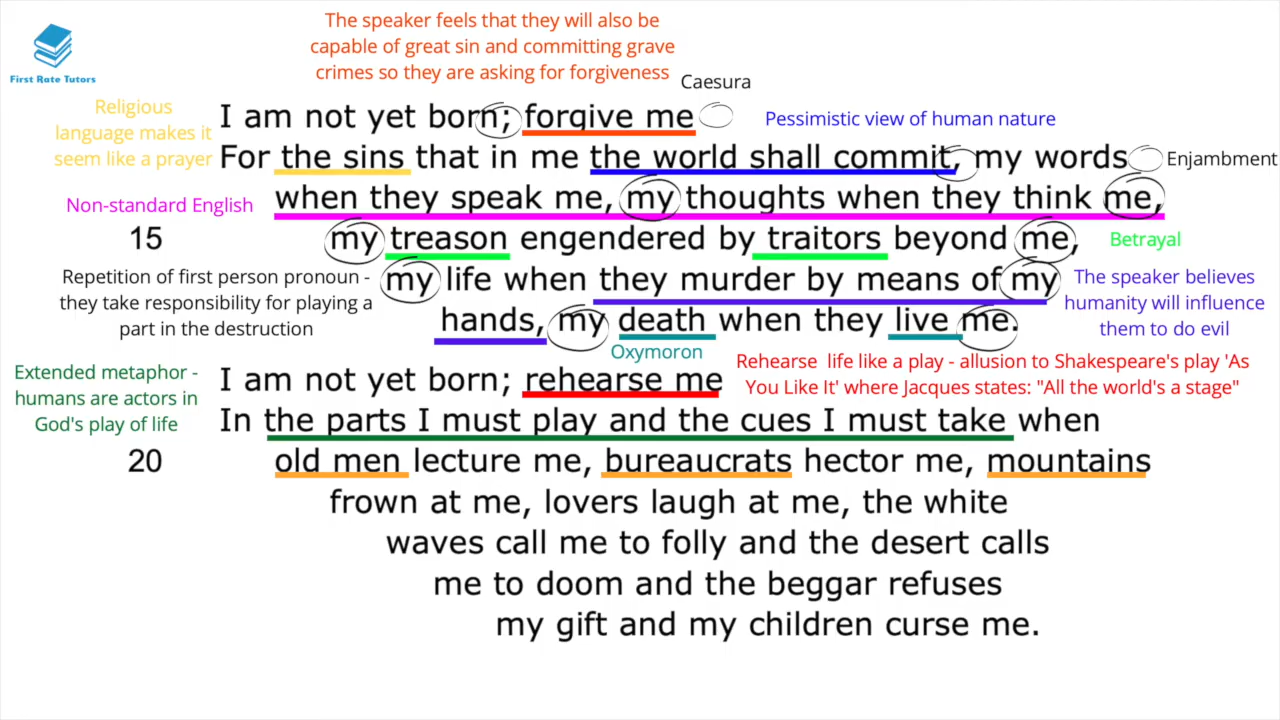 The speaker feels that they will also be
capable of great sin and committing grave
crimes so they are asking for forgiveness
First Rate Tutors
Caesura
Religious
language makes it
seem like a prayer
I am not yet born; forgive me
Pessimistic view of human nature
For the sins that in me the world shall commit, my words
Enjambment
Non-standard English
when they speak me, my thoughts when they think me,
15
my treason engendered by traitors beyond me,
Betrayal
Repetition of first person pronoun -
they take responsibility for playing a
part in the destruction
my life when they murder by means of my
The speaker believes
humanity will influence
them to do evil
hands, my death when they live me.
Oxymoron
Rehearse life like a play - allusion to Shakespeare's play 'As
You Like It' where Jacques states: "All the world's a stage"
Extended metaphor -
humans are actors in
God's play of life
I am not yet born; rehearse me
In the parts I must play and the cues I must take when
20
old men lecture me, bureaucrats hector me, mountains
frown at me, lovers laugh at me, the white
waves call me to folly and the desert calls
me to doom and the beggar refuses
my gift and my children curse me.